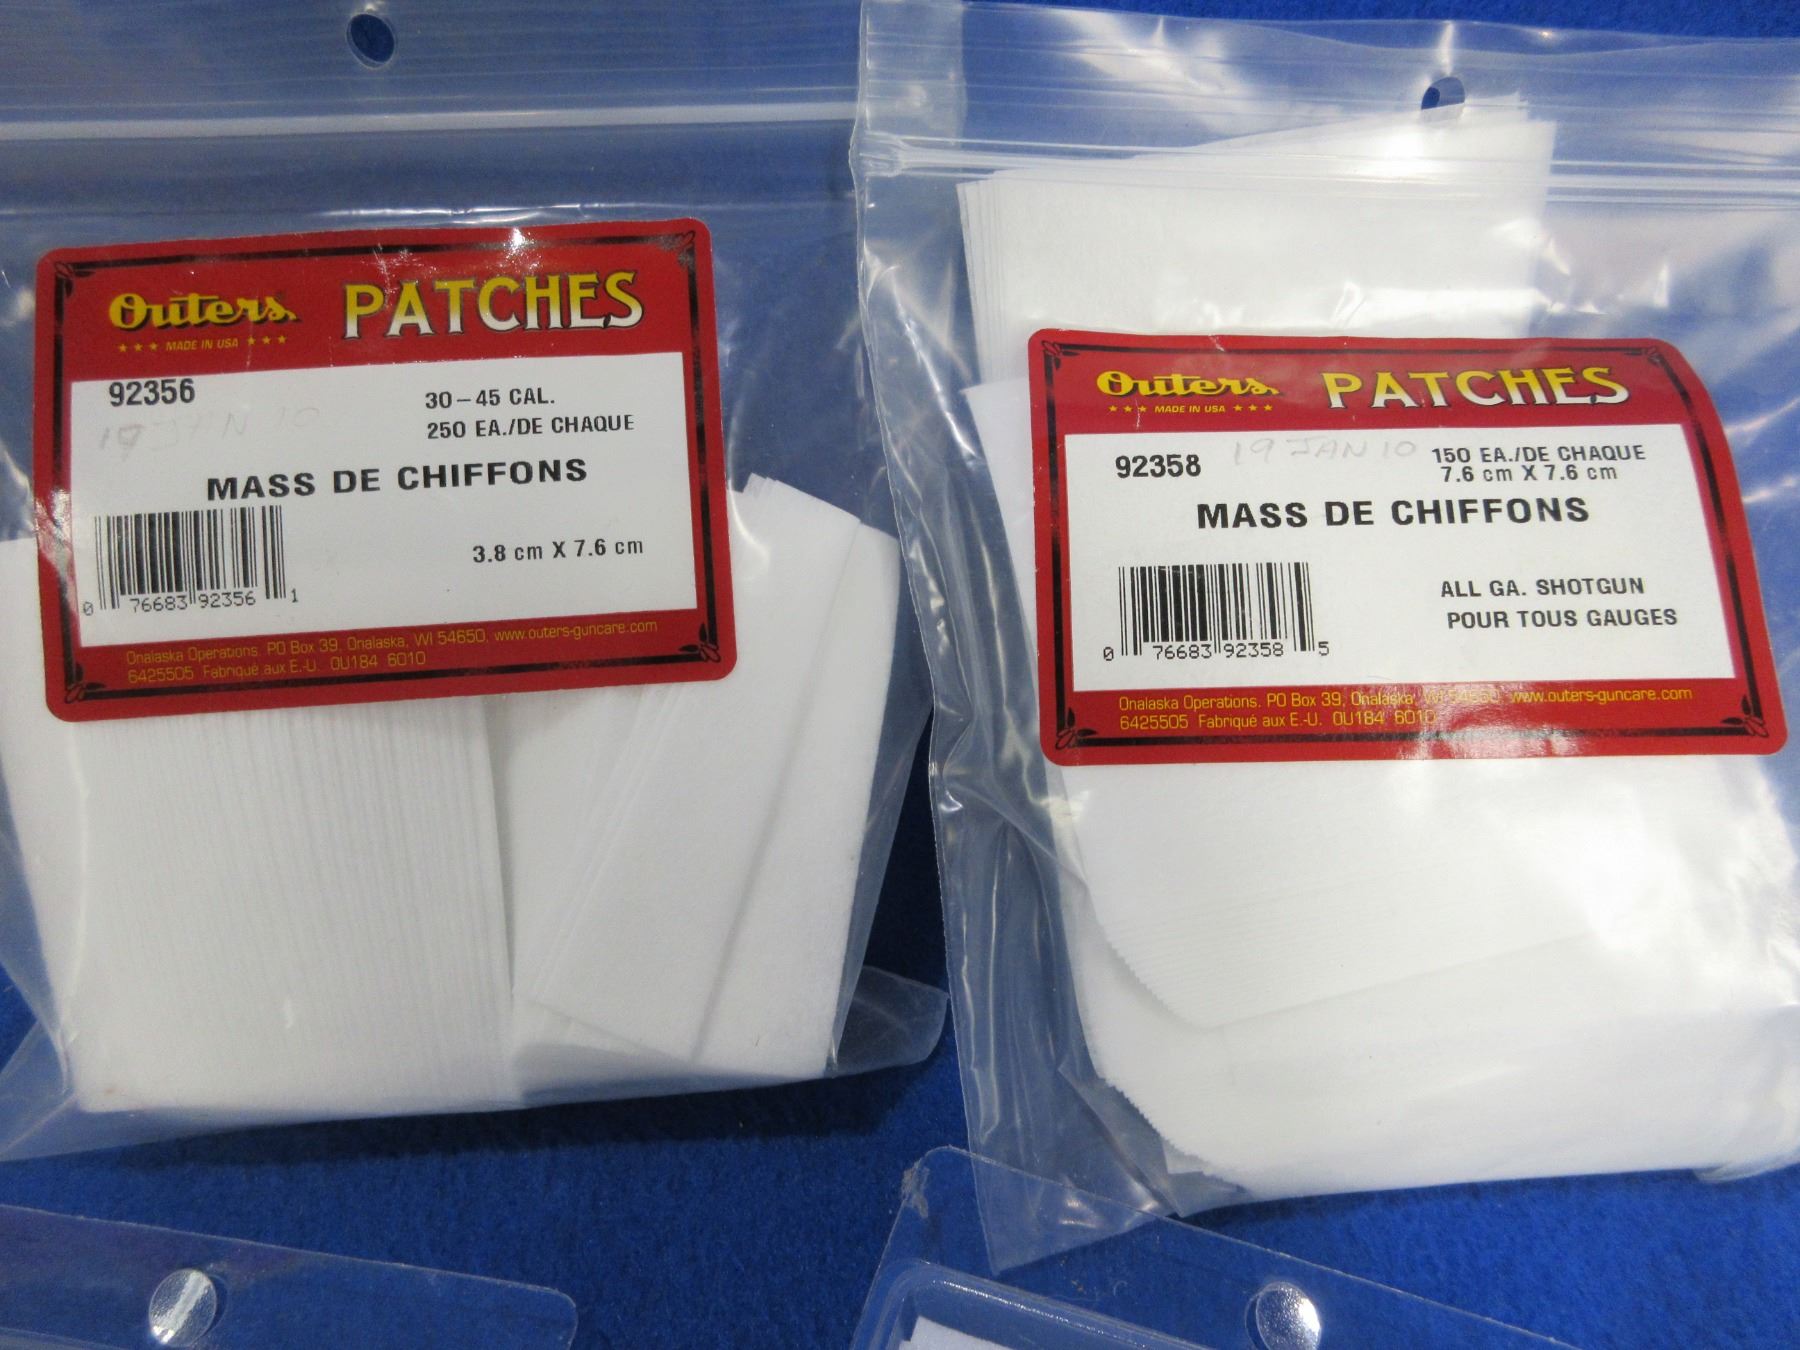 Outers. PATCHES
★ ★ ★ MADE IN USA ★ ★ ★
92356
30-45 CAL.
19 JAN 10
250 EA./DE CHAQUE
MASS DE CHIFFONS
3.8 cm X 7.6 cm
0 76683 92356 1
Onalaska Operations. PO Box 39, Onalaska, WI 54650, www.outers-guncare.com
6425505 Fabriqué aux E.-U. 0U184 6010
Outers. PATCHES
★ ★ ★ MADE IN USA ★ ★ ★
92358 19 JAN 10 150 EA./DE CHAQUE
7.6 cm X 7.6 cm
MASS DE CHIFFONS
ALL GA. SHOTGUN
POUR TOUS GAUGES
0 76683 92358 5
Onalaska Operations. PO Box 39, Onalaska, WI 54650 www.outers-guncare.com
6425505 Fabriqué aux E.-U. 0U184 6010